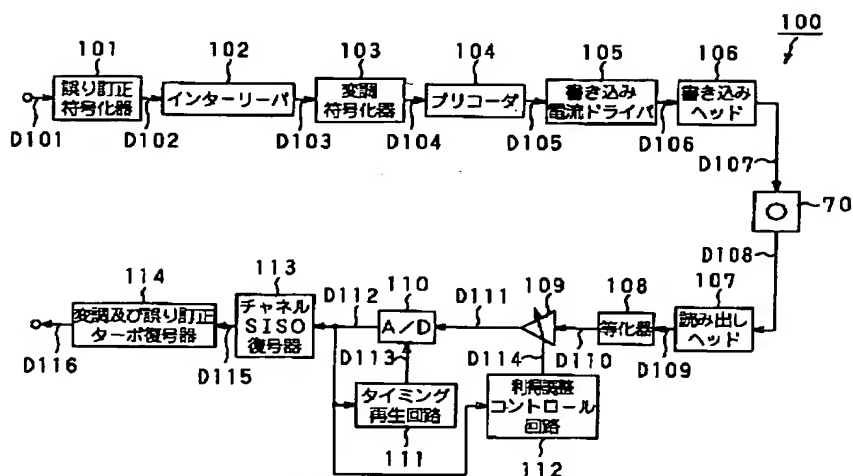 100
101
102
103
104
105
106
誤り訂正
符号化器
インターリーバ
変調
符号化器
プリコーダ
書き込み
電流ドライバ
書き込み
ヘッド
D101
D102
D103
D104
D105
D106
D107
70
D108
114
113
110
109
108
107
変調及び誤り訂正
ターボ復号器
チャネル
SISO
復号器
D112
A/D
D111
等化器
読み出し
ヘッド
D116
D115
D113
D114
D110
D109
タイミング
再生回路
利得調整
コントロール
回路
111
112